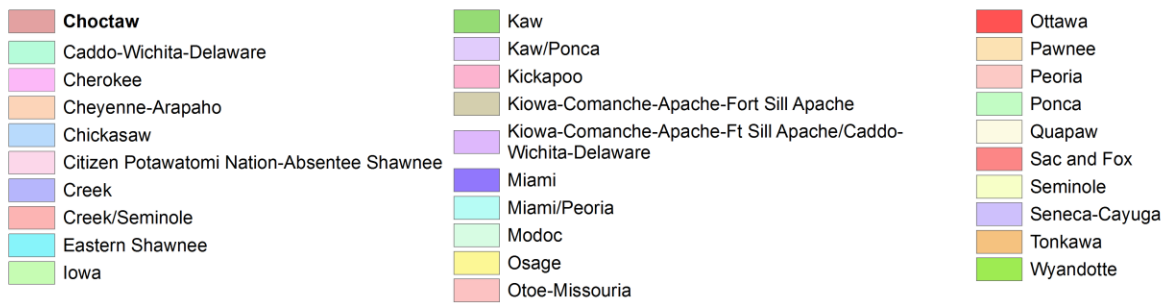 Choctaw
Caddo-Wichita-Delaware
Cherokee
Cheyenne-Arapaho
Chickasaw
Citizen Potawatomi Nation-Absentee Shawnee
Creek
Creek/Seminole
Eastern Shawnee
Iowa
Kaw
Kaw/Ponca
Kickapoo
Kiowa-Comanche-Apache-Fort Sill Apache
Kiowa-Comanche-Apache-Ft Sill Apache/Caddo-
Wichita-Delaware
Miami
Miami/Peoria
Modoc
Osage
Otoe-Missouria
Ottawa
Pawnee
Peoria
Ponca
Quapaw
Sac and Fox
Seminole
Seneca-Cayuga
Tonkawa
Wyandotte